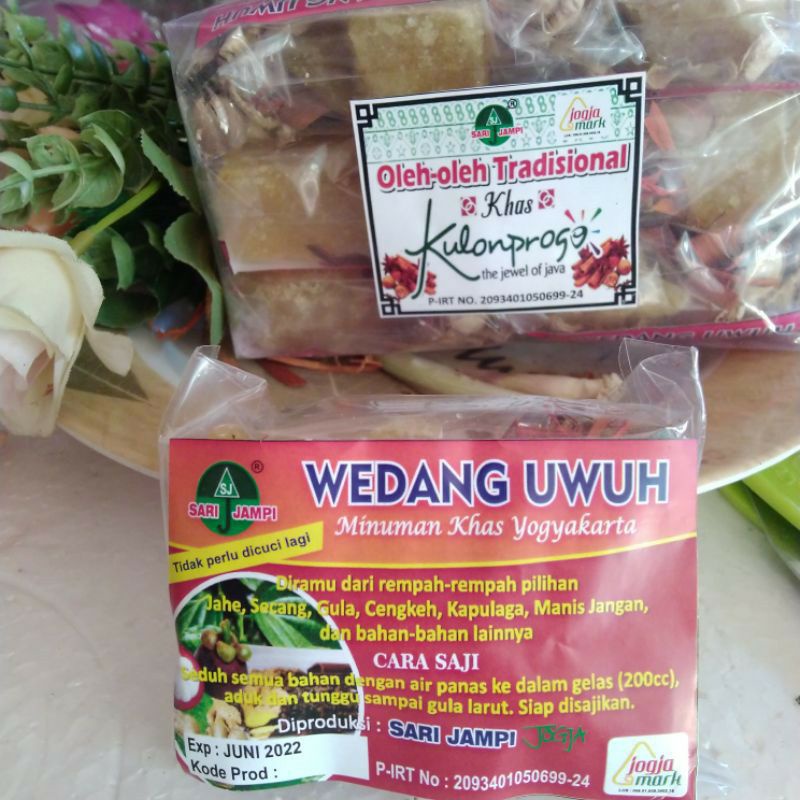 SJ
SARI JAMPI
®
jogja
mark
Oleh-oleh Tradisional
Khas
Kulonprogo
the jewel of java
P-IRT NO. 2093401050699-24
SJ
SARI JAMPI
®
WEDANG UWUH
Minuman Khas Yogyakarta
Tidak perlu dicuci lagi
Diramu dari rempah-rempah pilihan
Jahe, Secang, Gula, Cengkeh, Kapulaga, Manis Jangan,
dan bahan-bahan lainnya
CARA SAJI
Seduh semua bahan dengan air panas ke dalam gelas (200cc),
aduk dan tunggu sampai gula larut. Siap disajikan.
Diproduksi : SARI JAMPI JOGJA
Exp : JUNI 2022
Kode Prod :
P-IRT No : 2093401050699-24
jogja
mark